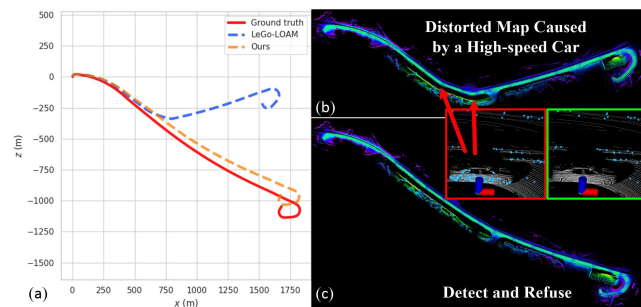 500
250
0
-250
-500
-750
-1000
-1250
-1500
z (m)
0
250
500
750
1000
1250
1500
1750
x (m)
Ground truth
LeGo-LOAM
Ours
(a)
Distorted Map Caused
by a High-speed Car
(b)
(c)
Detect and Refuse